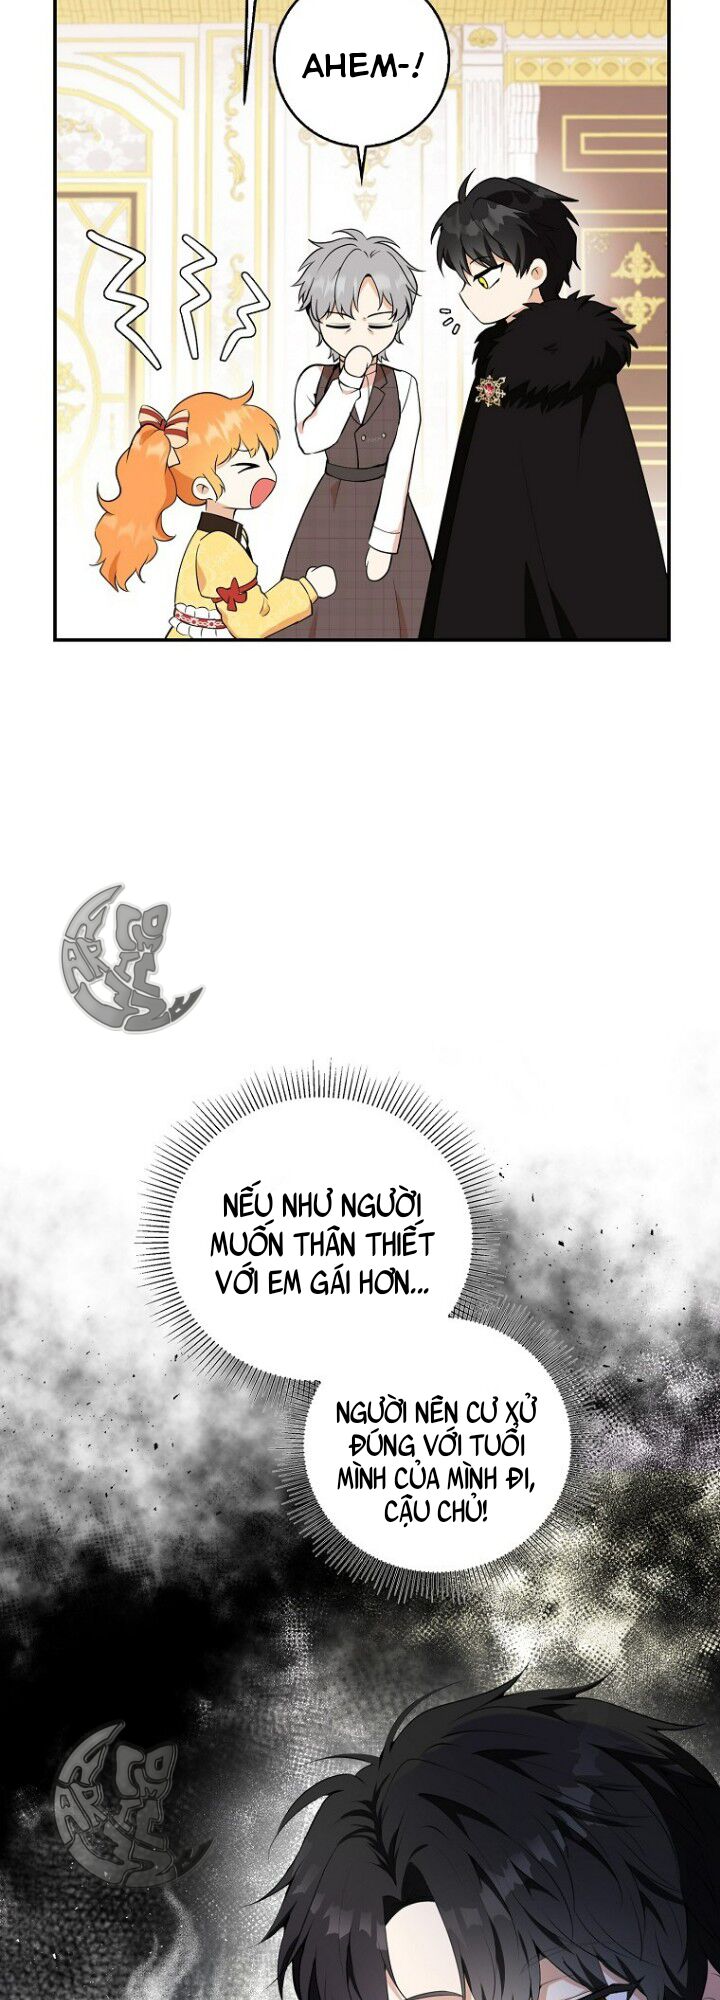 AHEM-!
NẾU NHƯ NGƯỜI
MUỐN THÂN THIẾT
VỚI EM GÁI HƠN...
NGƯỜI NÊN CƯ XỬ
ĐÚNG VỚI TUỔI
MÌNH CỦA MÌNH ĐI,
CẬU CHỦ!